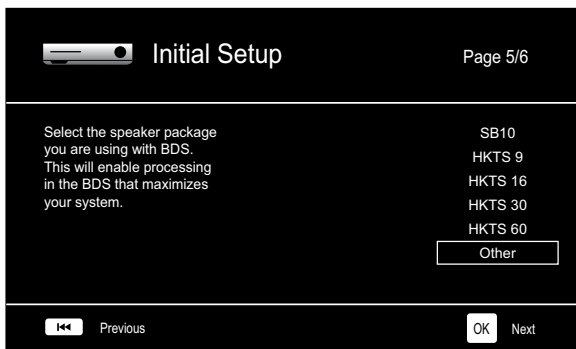 Initial Setup
Page 5/6
Select the speaker package
you are using with BDS.
This will enable processing
in the BDS that maximizes
your system.
SB10
HKTS 9
HKTS 16
HKTS 30
HKTS 60
Other
Previous
OK Next